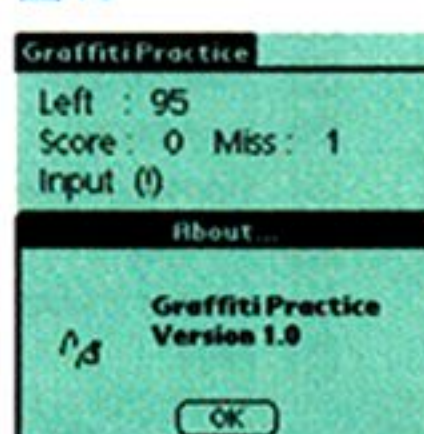 Graffiti Practice
Left : 95
Score : 0 Miss : 1
Input (!)
About...
Graffiti Practice
Version 1.0
OK